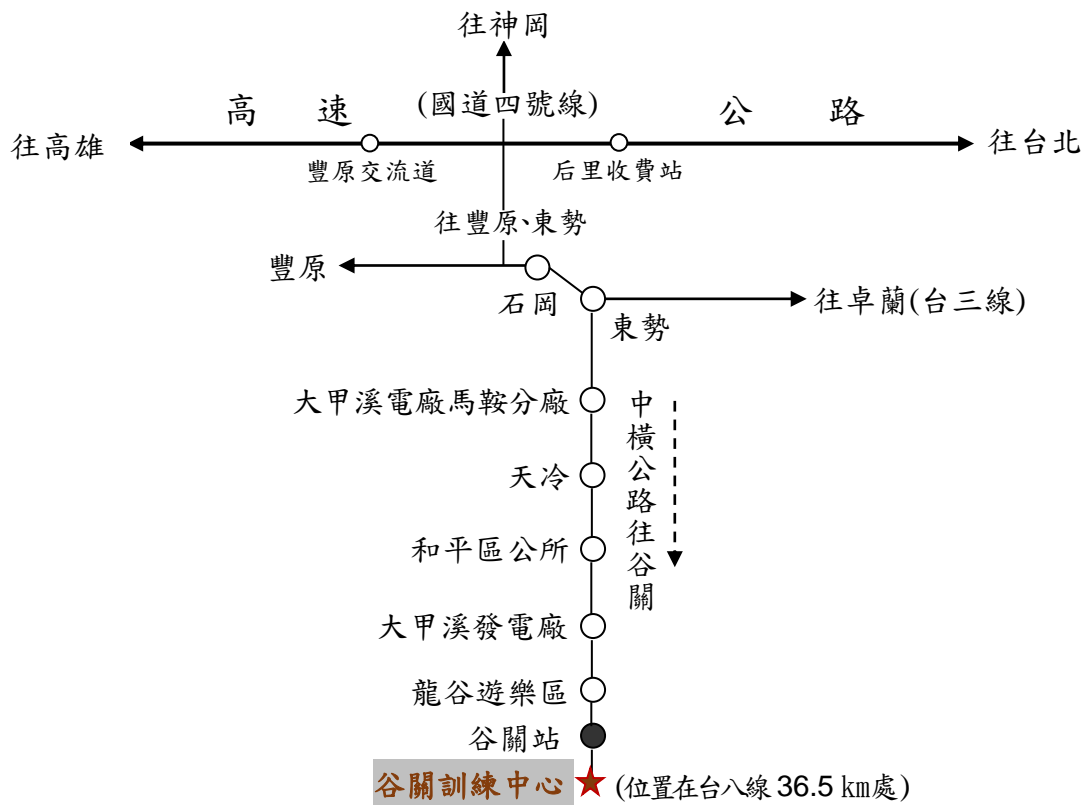 往神岡
高速 (國道四號線) 公路
往高雄 往台北
豐原交流道 后里收費站
往豐原、東勢
豐原
石岡 往卓蘭(台三線)
東勢
大甲溪電廠馬鞍分廠
中橫公路往谷關
天冷
和平區公所
大甲溪發電廠
龍谷遊樂區
谷關站
谷關訓練中心 (位置在台八線 36.5 km處)